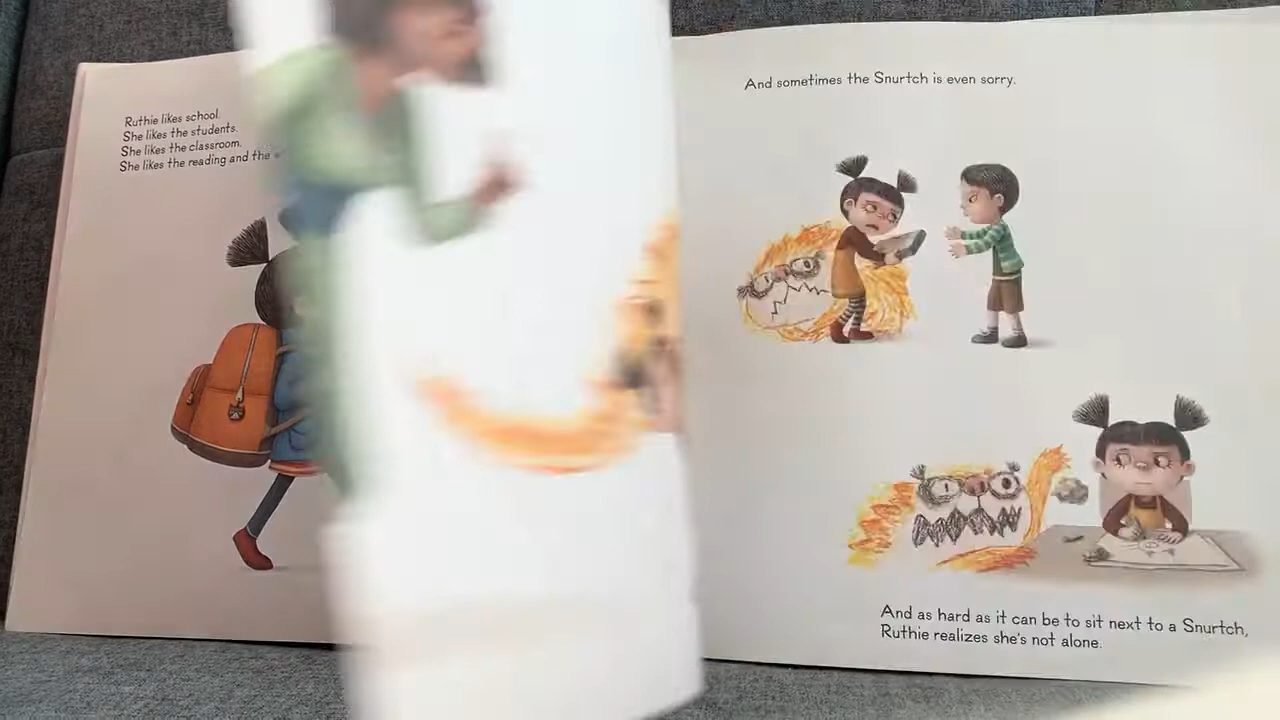 Ruthie likes school.
She likes the students.
She likes the classroom.
She likes the reading and the
And sometimes the Snurtch is even sorry.
And as hard as it can be to sit next to a Snurtch,
Ruthie realizes she's not alone.